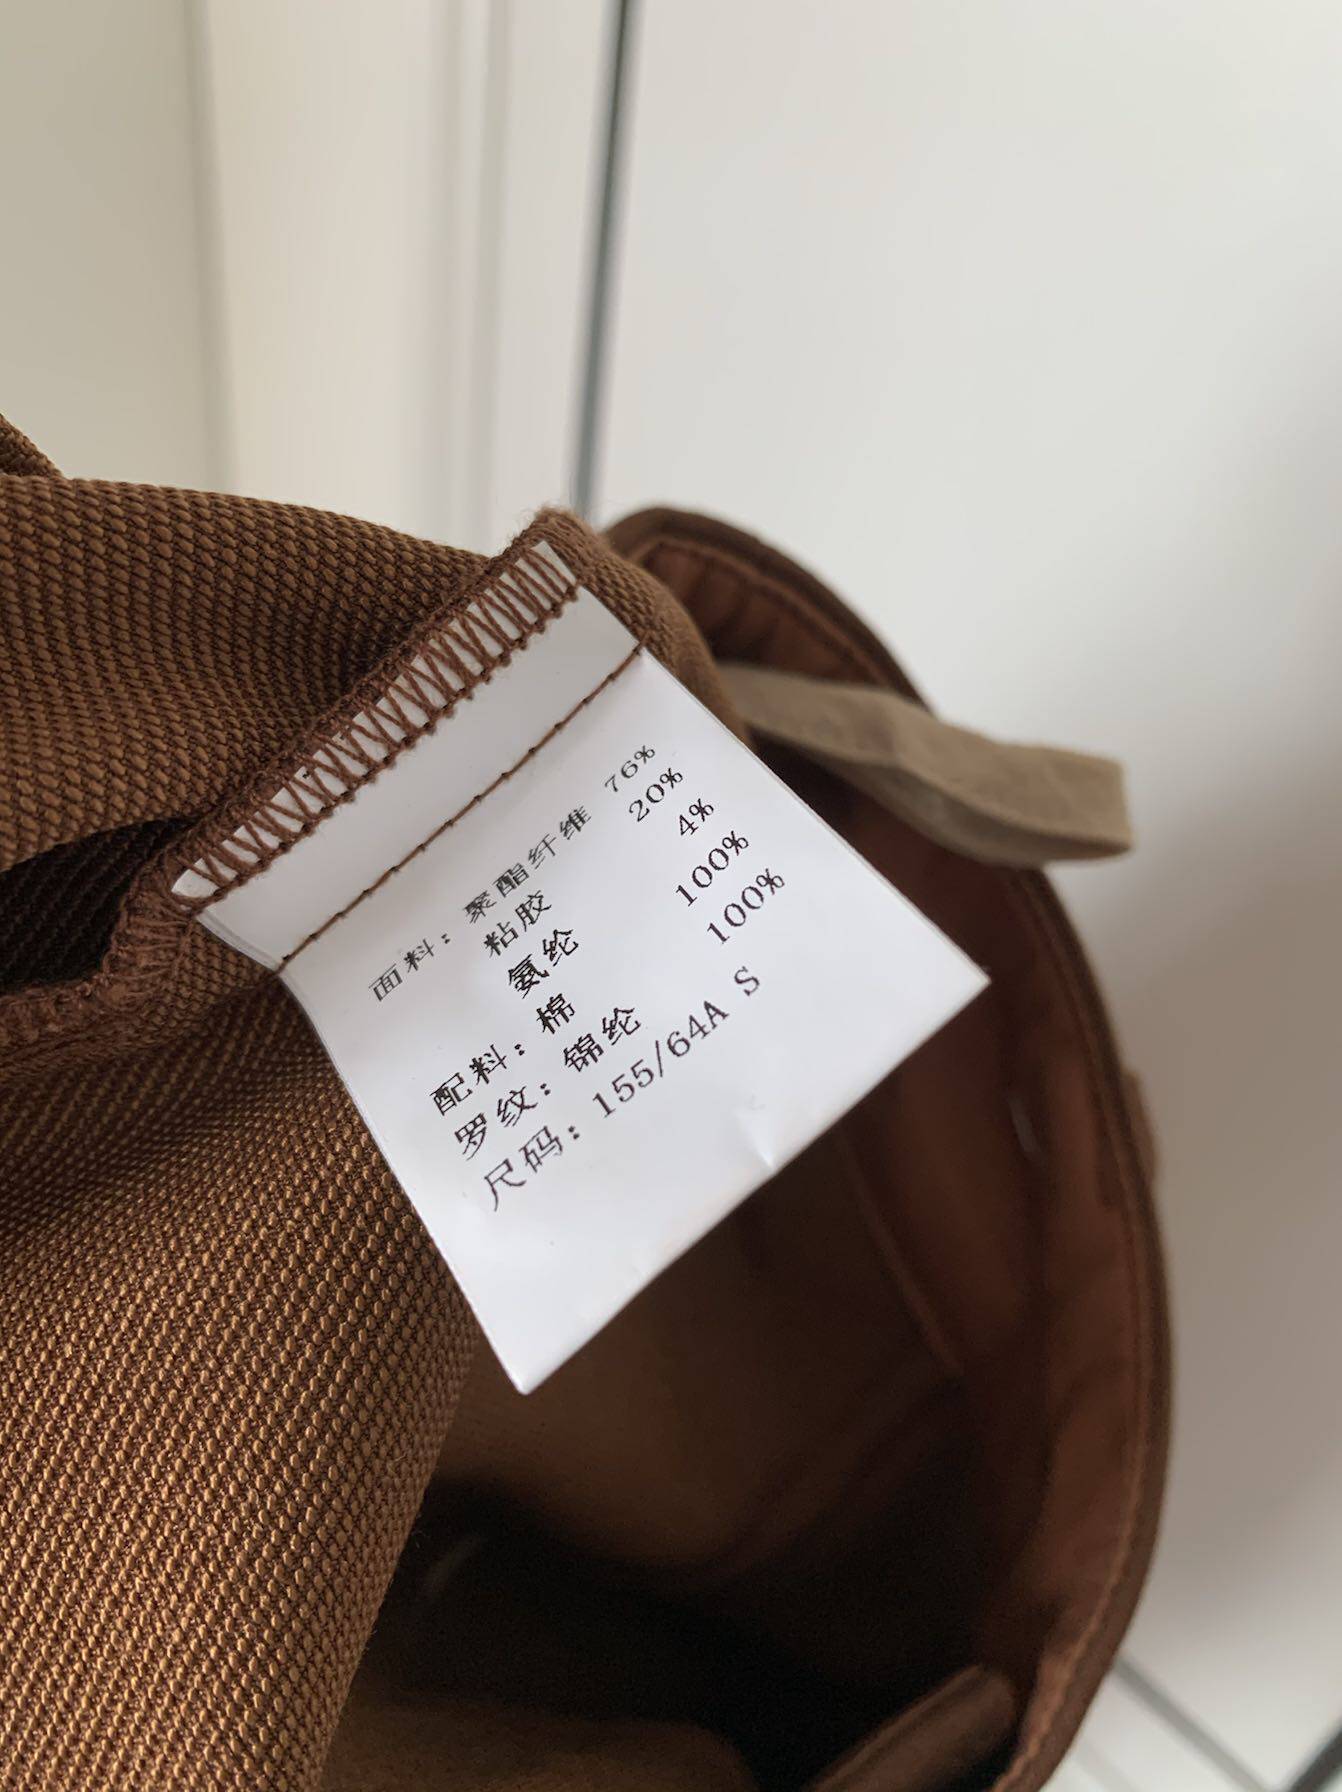 面料：聚酯纤维 76%
粘胶 20%
氨纶 4%
配料：棉 100%
罗纹：锦纶 100%
尺码：155/64A S